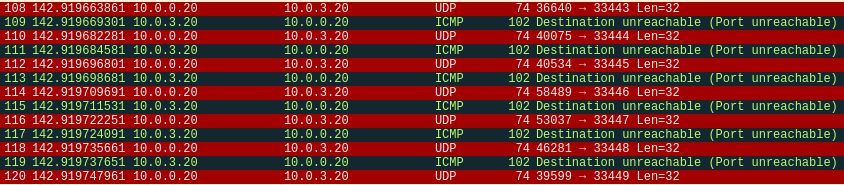 108 142.919663861 10.0.0.20 10.0.3.20 UDP 74 36640 → 33443 Len=32
109 142.919669301 10.0.3.20 10.0.0.20 ICMP 102 Destination unreachable (Port unreachable)
110 142.919682281 10.0.0.20 10.0.3.20 UDP 74 40075 → 33444 Len=32
111 142.919684581 10.0.3.20 10.0.0.20 ICMP 102 Destination unreachable (Port unreachable)
112 142.919696801 10.0.0.20 10.0.3.20 UDP 74 40534 → 33445 Len=32
113 142.919698681 10.0.3.20 10.0.0.20 ICMP 102 Destination unreachable (Port unreachable)
114 142.919709691 10.0.0.20 10.0.3.20 UDP 74 58489 → 33446 Len=32
115 142.919711531 10.0.3.20 10.0.0.20 ICMP 102 Destination unreachable (Port unreachable)
116 142.919722251 10.0.0.20 10.0.3.20 UDP 74 53037 → 33447 Len=32
117 142.919724091 10.0.3.20 10.0.0.20 ICMP 102 Destination unreachable (Port unreachable)
118 142.919735661 10.0.0.20 10.0.3.20 UDP 74 46281 → 33448 Len=32
119 142.919737651 10.0.3.20 10.0.0.20 ICMP 102 Destination unreachable (Port unreachable)
120 142.919747961 10.0.0.20 10.0.3.20 UDP 74 39599 → 33449 Len=32